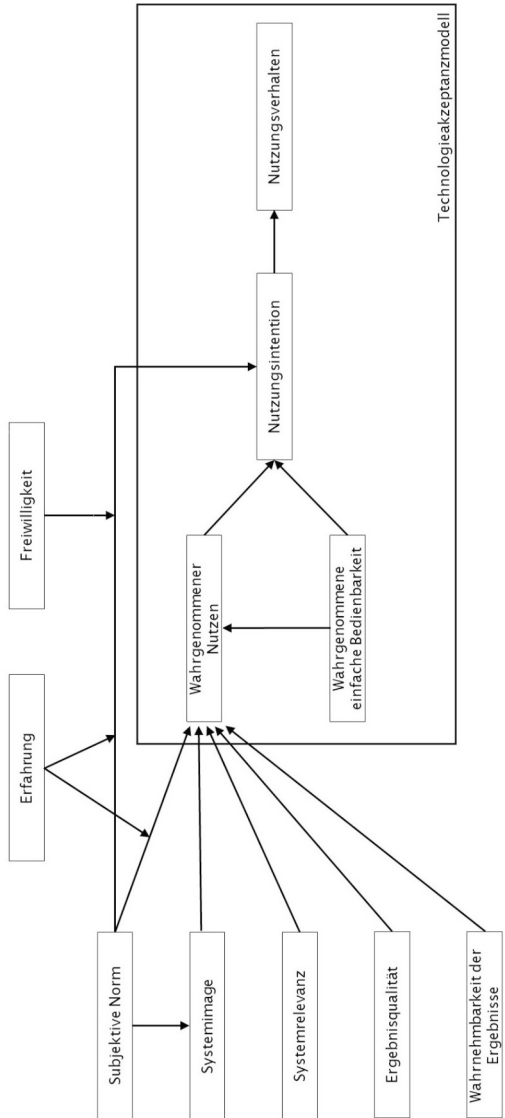 Erfahrung
Freiwilligkeit
Subjektive Norm
Systemimage
Systemrelevanz
Ergebnisqualität
Wahrnehmbarkeit der
Ergebnisse
Wahrgenommener
Nutzen
Wahrgenommene
einfache Bedienbarkeit
Nutzungsintention
Nutzungsverhalten
Technologieakzeptanzmodell